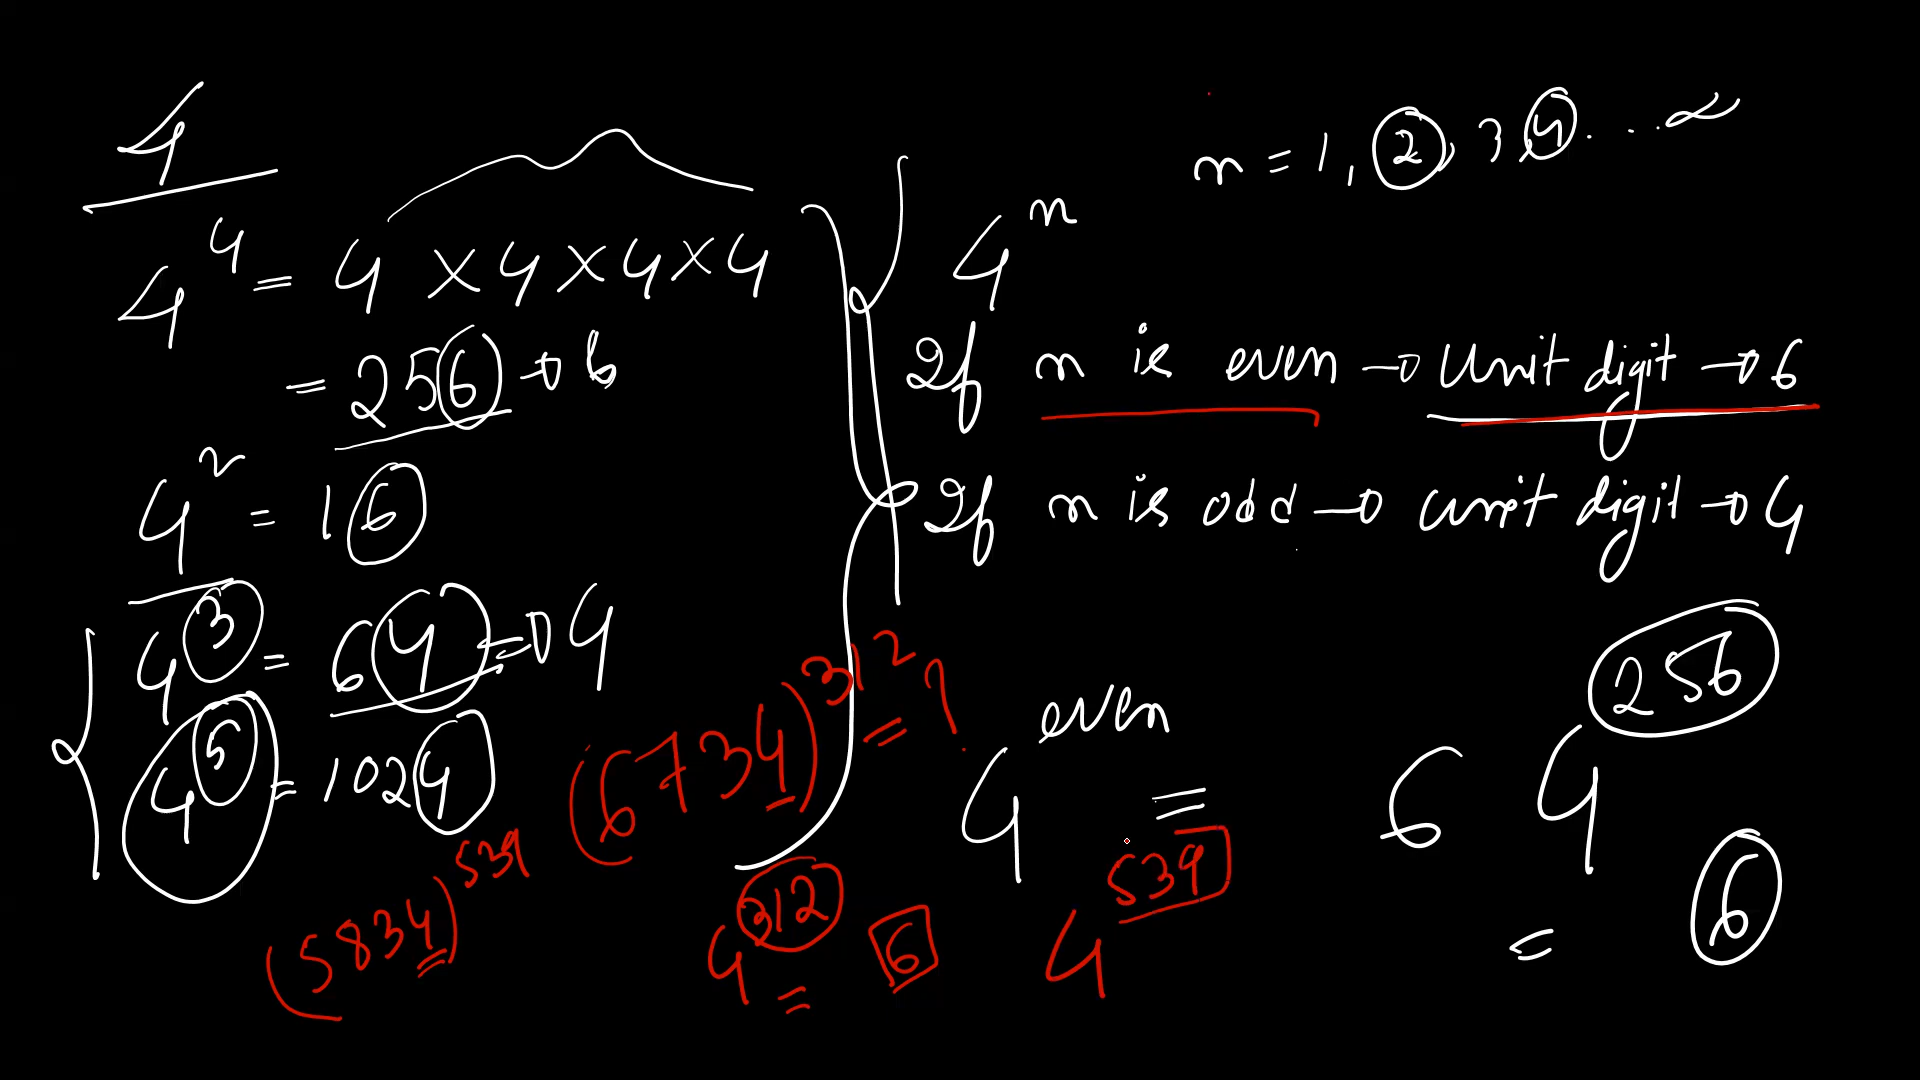 4
4^4 = 4 × 4 × 4 × 4
= 256 → 6
4^2 = 16
4^3 = 64 → 4
4^5 = 1024
(5834)^539
(6734)^312 = ?
4^312 = 6
n = 1, 2, 3, 4 . . . . ∞
4^n
If n is even → Unit digit → 6
If n is odd → unit digit → 4
4^even = 6
4^256
= 6
4^539